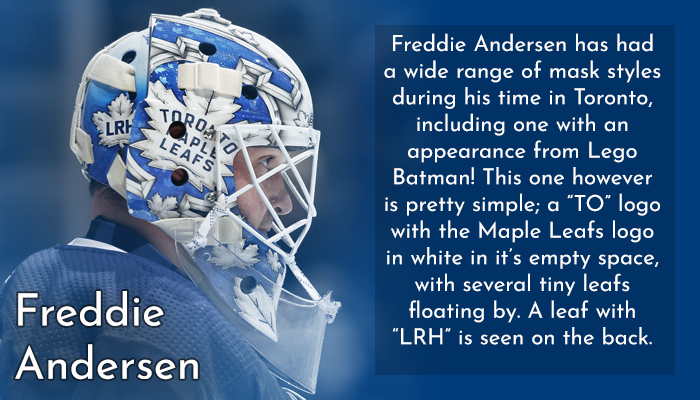 LRH
TORONTO
MAPLE
LEAFS
Freddie
Andersen
Freddie Andersen has had
a wide range of mask styles
during his time in Toronto,
including one with an
appearance from Lego
Batman! This one however
is pretty simple; a “TO” logo
with the Maple Leafs logo
in white in it’s empty space,
with several tiny leafs
floating by. A leaf with
“LRH” is seen on the back.